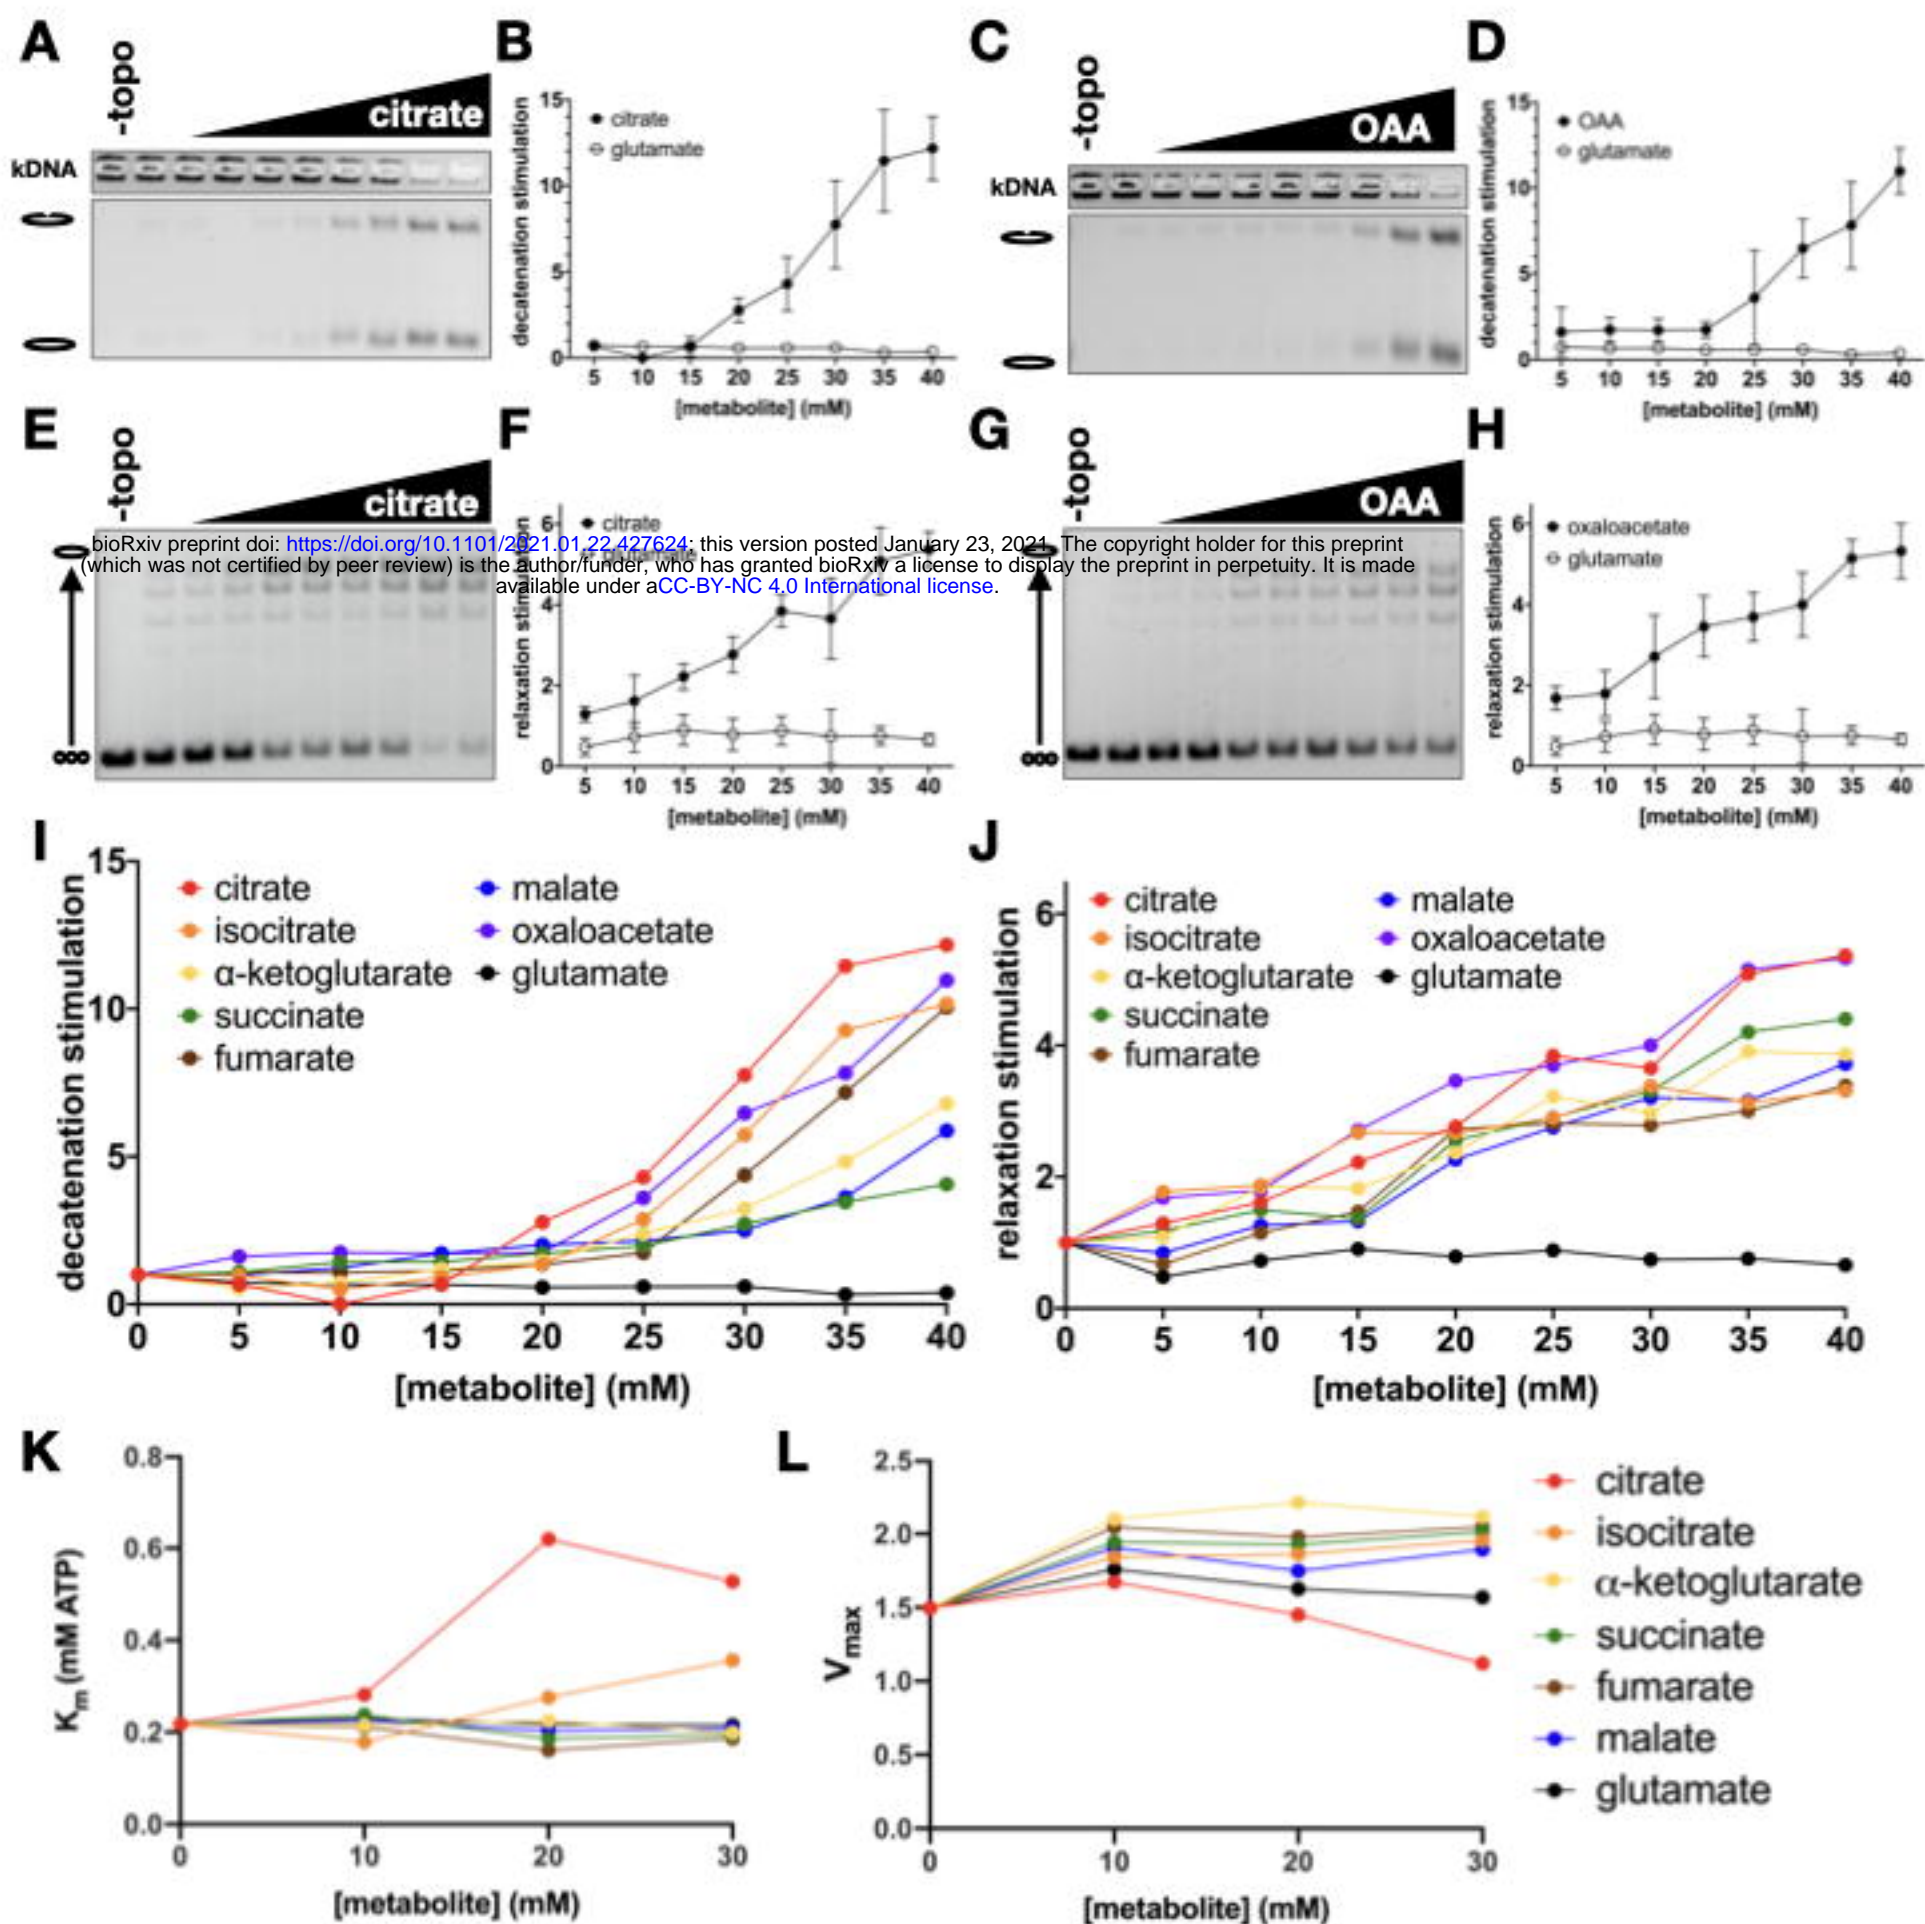 A
-topo
citrate
kDNA
B
decatenation stimulation
15
10
5
0
citrate
glutamate
5 10 15 20 25 30 35 40
[metabolite] (mM)
C
-topo
OAA
kDNA
D
decatenation stimulation
15
10
5
0
OAA
glutamate
5 10 15 20 25 30 35 40
[metabolite] (mM)
E
-topo
citrate
F
relaxation stimulation
6
4
2
0
citrate
glutamate
5 10 15 20 25 30 35 40
[metabolite] (mM)
G
-topo
OAA
H
relaxation stimulation
6
4
2
0
oxaloacetate
glutamate
5 10 15 20 25 30 35 40
[metabolite] (mM)
bioRxiv preprint doi: https://doi.org/10.1101/2021.01.22.427624; this version posted January 23, 2021. The copyright holder for this preprint
(which was not certified by peer review) is the author/funder, who has granted bioRxiv a license to display the preprint in perpetuity. It is made
available under aCC-BY-NC 4.0 International license.
I
decatenation stimulation
15
10
5
0
citrate
isocitrate
α-ketoglutarate
succinate
fumarate
malate
oxaloacetate
glutamate
0 5 10 15 20 25 30 35 40
[metabolite] (mM)
J
relaxation stimulation
6
4
2
0
citrate
isocitrate
α-ketoglutarate
succinate
fumarate
malate
oxaloacetate
glutamate
0 5 10 15 20 25 30 35 40
[metabolite] (mM)
K
Km (mM ATP)
0.8
0.6
0.4
0.2
0.0
0 10 20 30
[metabolite] (mM)
L
Vmax
2.5
2.0
1.5
1.0
0.5
0.0
0 10 20 30
[metabolite] (mM)
citrate
isocitrate
α-ketoglutarate
succinate
fumarate
malate
glutamate